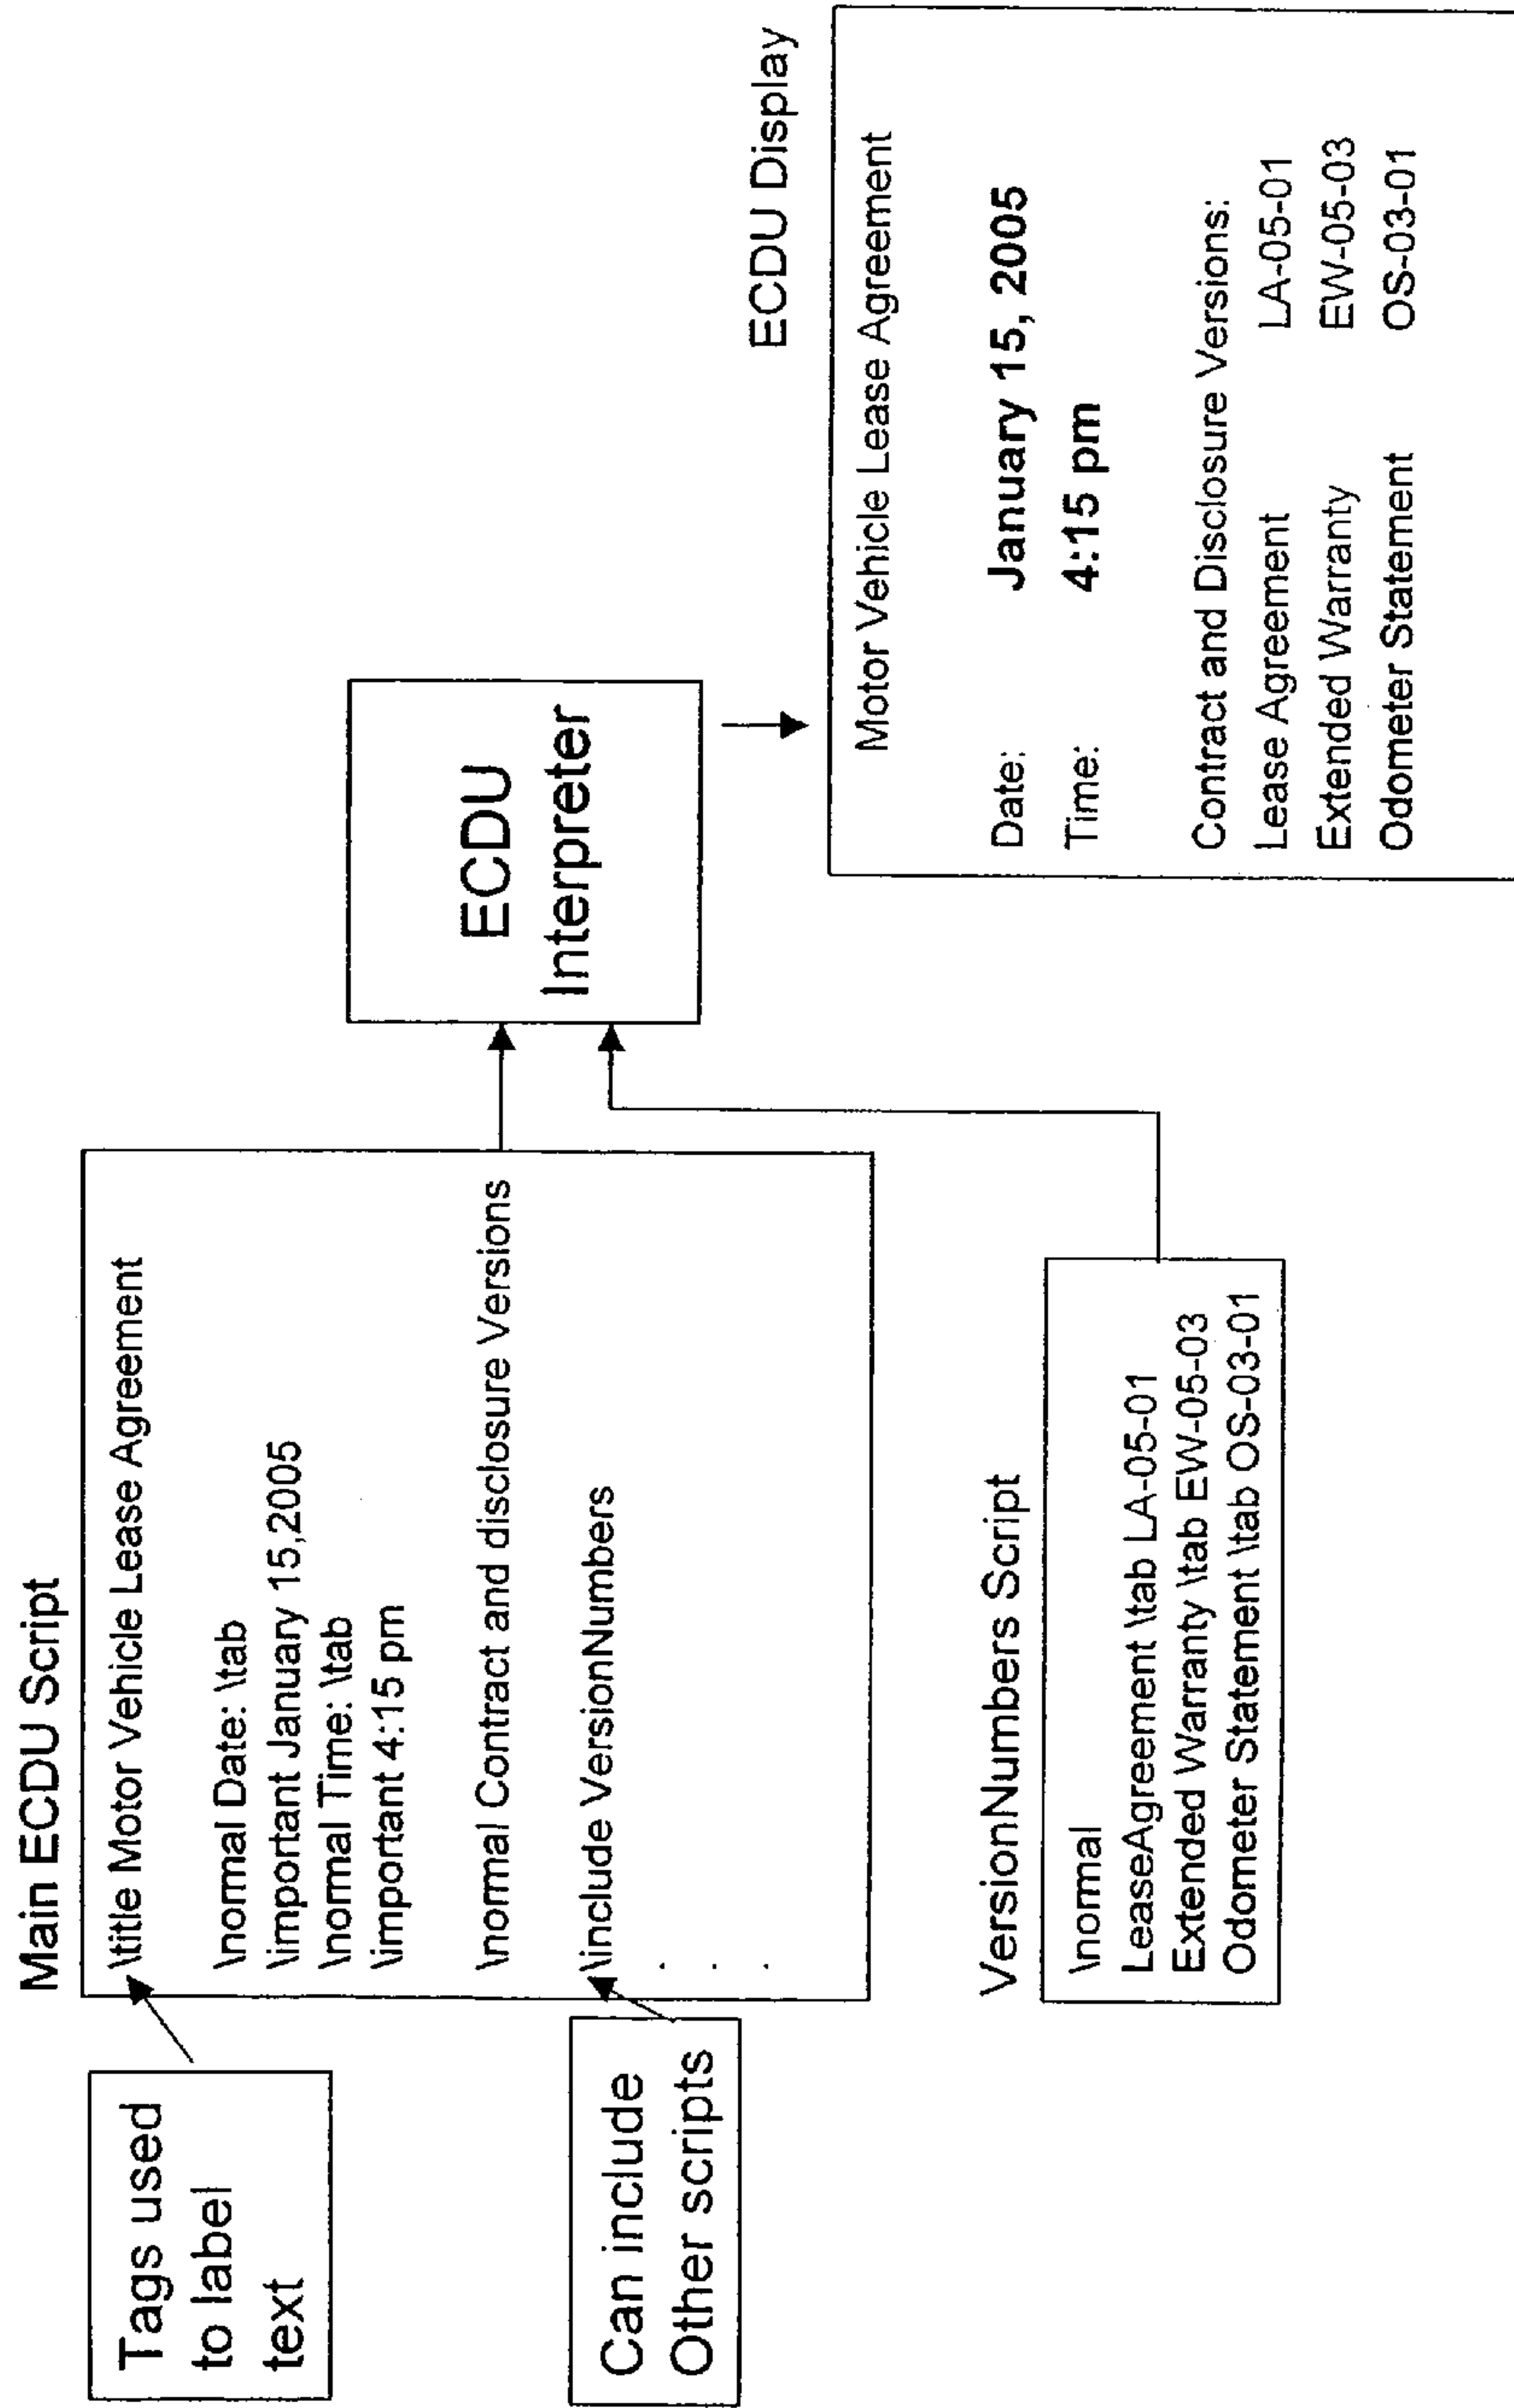 Main ECDU Script
Tags used
to label
text
\title Motor Vehicle Lease Agreement
\normal Date: \tab
\important January 15,2005
\normal Time: \tab
\important 4:15 pm
\normal Contract and disclosure Versions
Can include
Other scripts
\include VersionNumbers
.
.
.
VersionNumbers Script
\normal
LeaseAgreement \tab LA-05-01
Extended Warranty \tab EW-05-03
Odometer Statement \tab OS-03-01
ECDU
Interpreter
ECDU Display
Motor Vehicle Lease Agreement
Date: January 15, 2005
Time: 4:15 pm
Contract and Disclosure Versions:
Lease Agreement LA-05-01
Extended Warranty EW-05-03
Odometer Statement OS-03-01